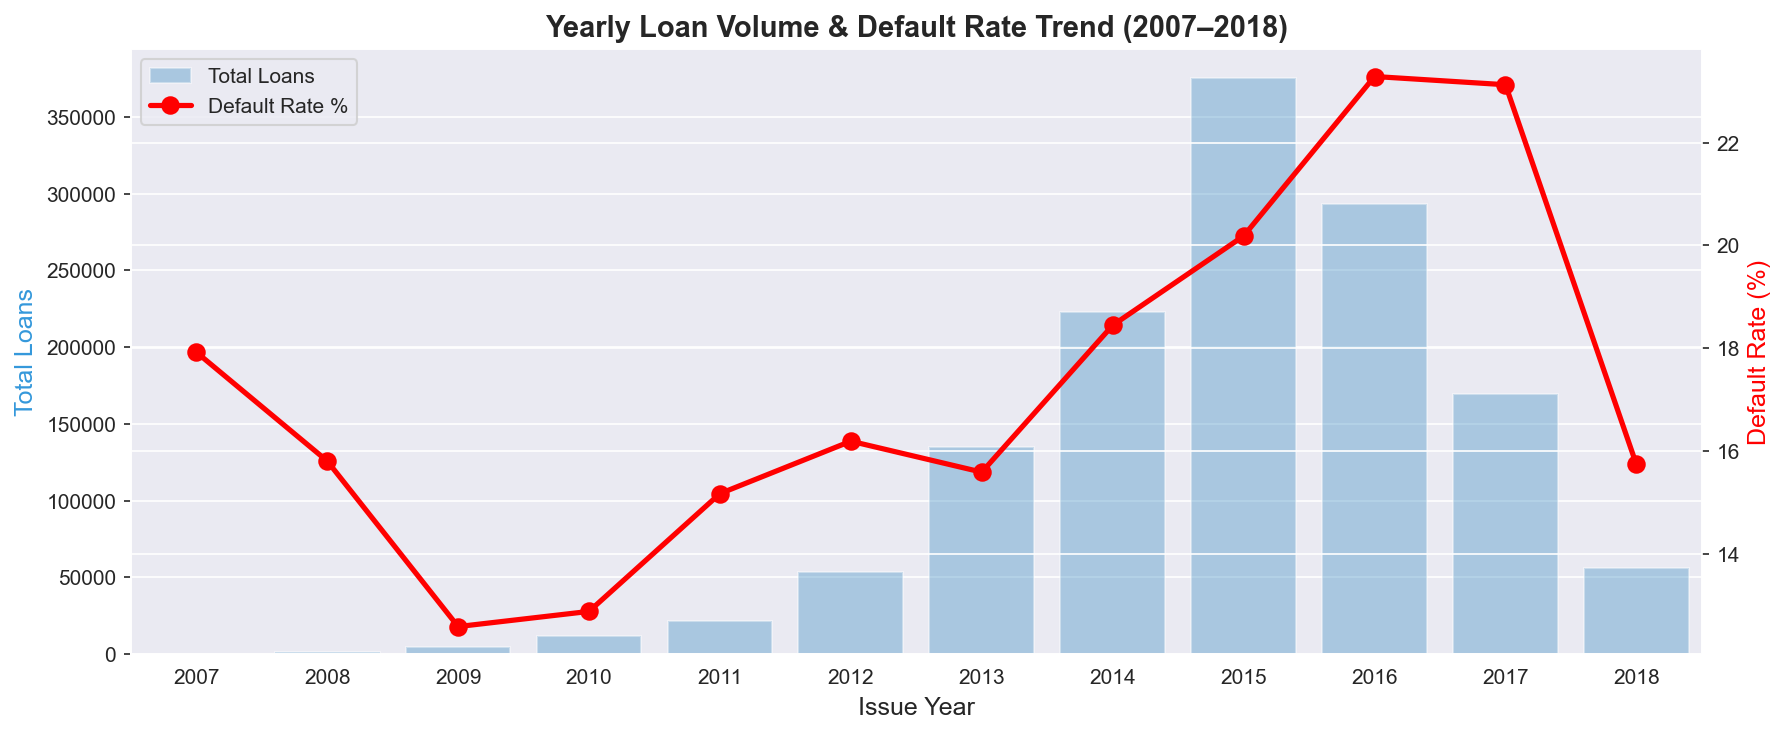 Yearly Loan Volume & Default Rate Trend (2007–2018)
Total Loans
Default Rate %
350000
300000
250000
200000
150000
100000
50000
0
Total Loans
22
20
18
16
14
Default Rate (%)
2007 2008 2009 2010 2011 2012 2013 2014 2015 2016 2017 2018
Issue Year